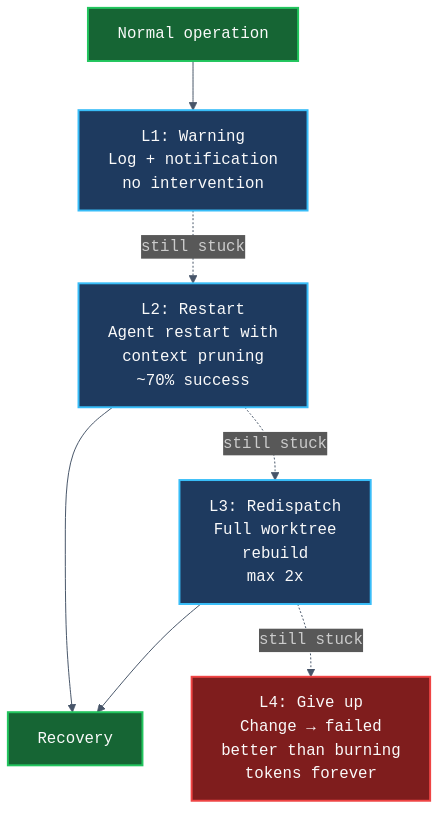 Normal operation
L1: Warning
Log + notification
no intervention
still stuck
L2: Restart
Agent restart with
context pruning
~70% success
still stuck
L3: Redispatch
Full worktree
rebuild
max 2x
still stuck
L4: Give up
Change → failed
better than burning
tokens forever
Recovery